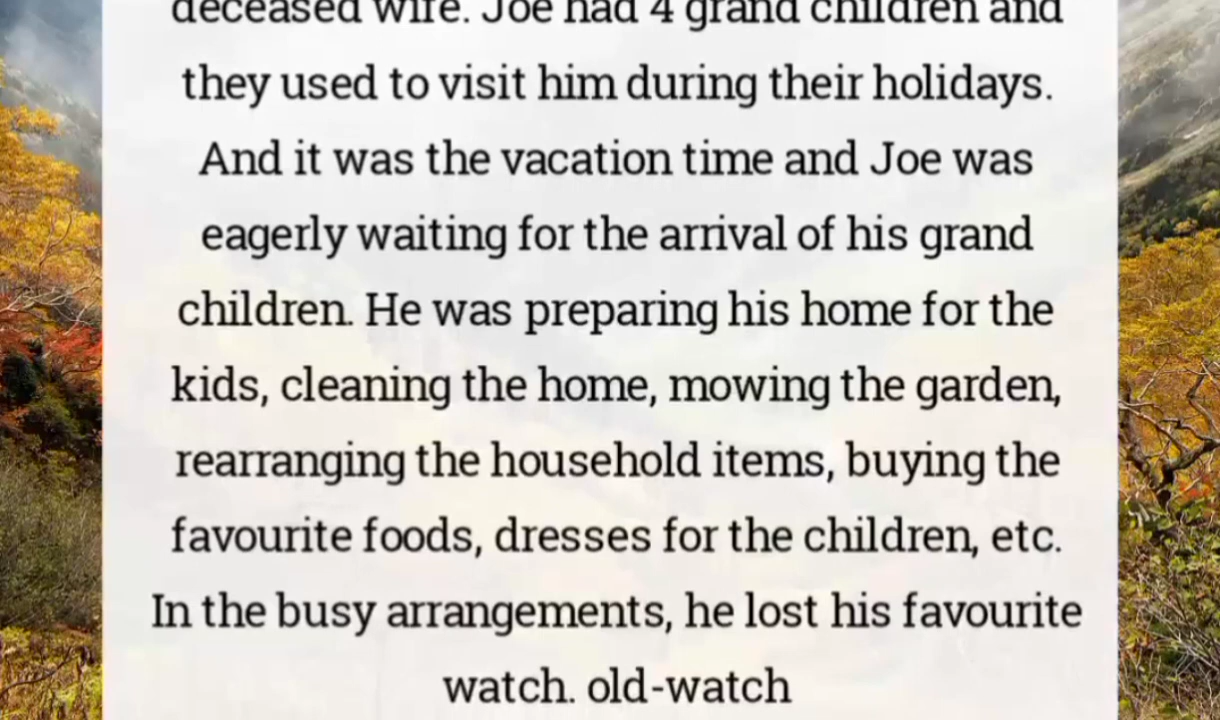 deceased wife. Joe had 4 grand children and
they used to visit him during their holidays.
And it was the vacation time and Joe was
eagerly waiting for the arrival of his grand
children. He was preparing his home for the
kids, cleaning the home, mowing the garden,
rearranging the household items, buying the
favourite foods, dresses for the children, etc.
In the busy arrangements, he lost his favourite
watch. old-watch